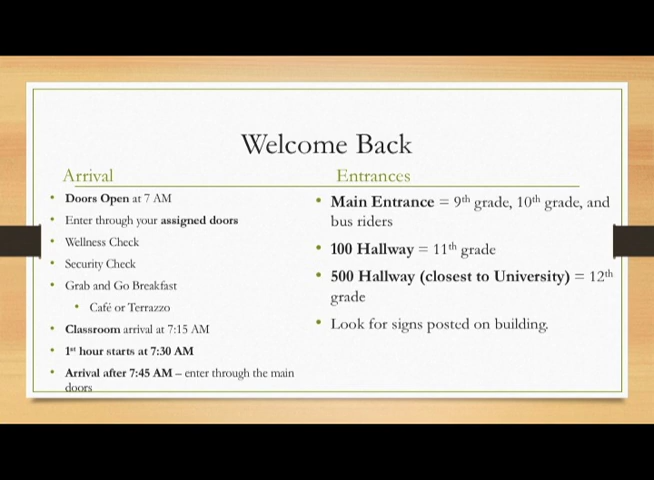 Welcome Back
Arrival
• Doors Open at 7 AM
• Enter through your assigned doors
• Wellness Check
• Security Check
• Grab and Go Breakfast
• Café or Terrazzo
• Classroom arrival at 7:15 AM
• 1st hour starts at 7:30 AM
• Arrival after 7:45 AM – enter through the main
doors
Entrances
• Main Entrance = 9th grade, 10th grade, and
bus riders
• 100 Hallway = 11th grade
• 500 Hallway (closest to University) = 12th
grade
• Look for signs posted on building.